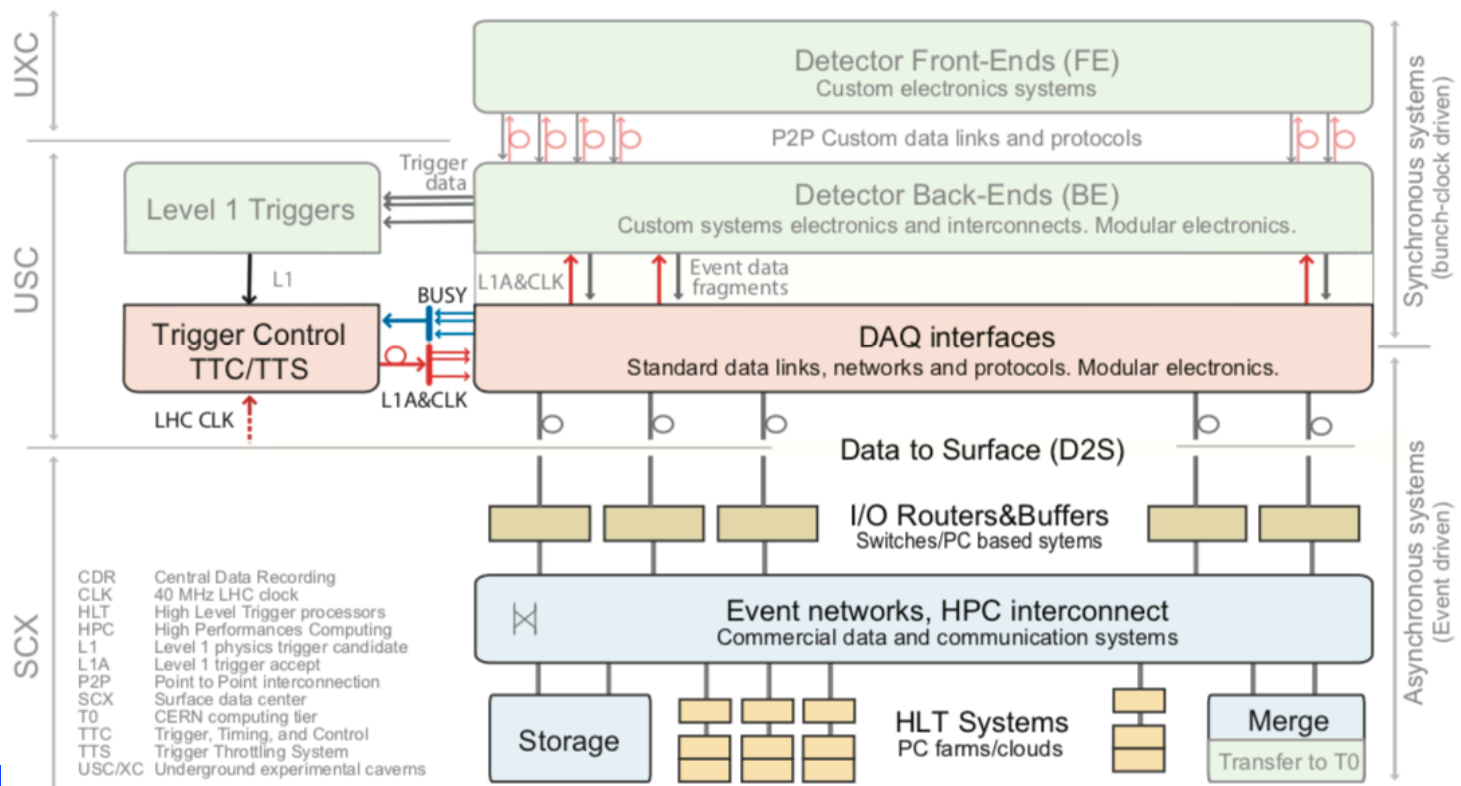 UXC
Detector Front-Ends (FE)
Custom electronics systems
P2P Custom data links and protocols
Synchronous systems
(bunch-clock driven)
USC
Trigger
data
Level 1 Triggers
Detector Back-Ends (BE)
Custom systems electronics and interconnects. Modular electronics.
L1
L1A&CLK
Event data
fragments
BUSY
Trigger Control
TTC/TTS
DAQ interfaces
Standard data links, networks and protocols. Modular electronics.
L1A&CLK
LHC CLK
Data to Surface (D2S)
Asynchronous systems
(Event driven)
SCX
I/O Routers&Buffers
Switches/PC based sytems
Event networks, HPC interconnect
Commercial data and communication systems
CDR Central Data Recording
CLK 40 MHz LHC clock
HLT High Level Trigger processors
HPC High Performances Computing
L1 Level 1 physics trigger candidate
L1A Level 1 trigger accept
P2P Point to Point interconnection
SCX Surface data center
T0 CERN computing tier
TTC Trigger, Timing, and Control
TTS Trigger Throttling System
USC/XC Underground experimental caverns
Storage
HLT Systems
PC farms/clouds
Merge
Transfer to T0